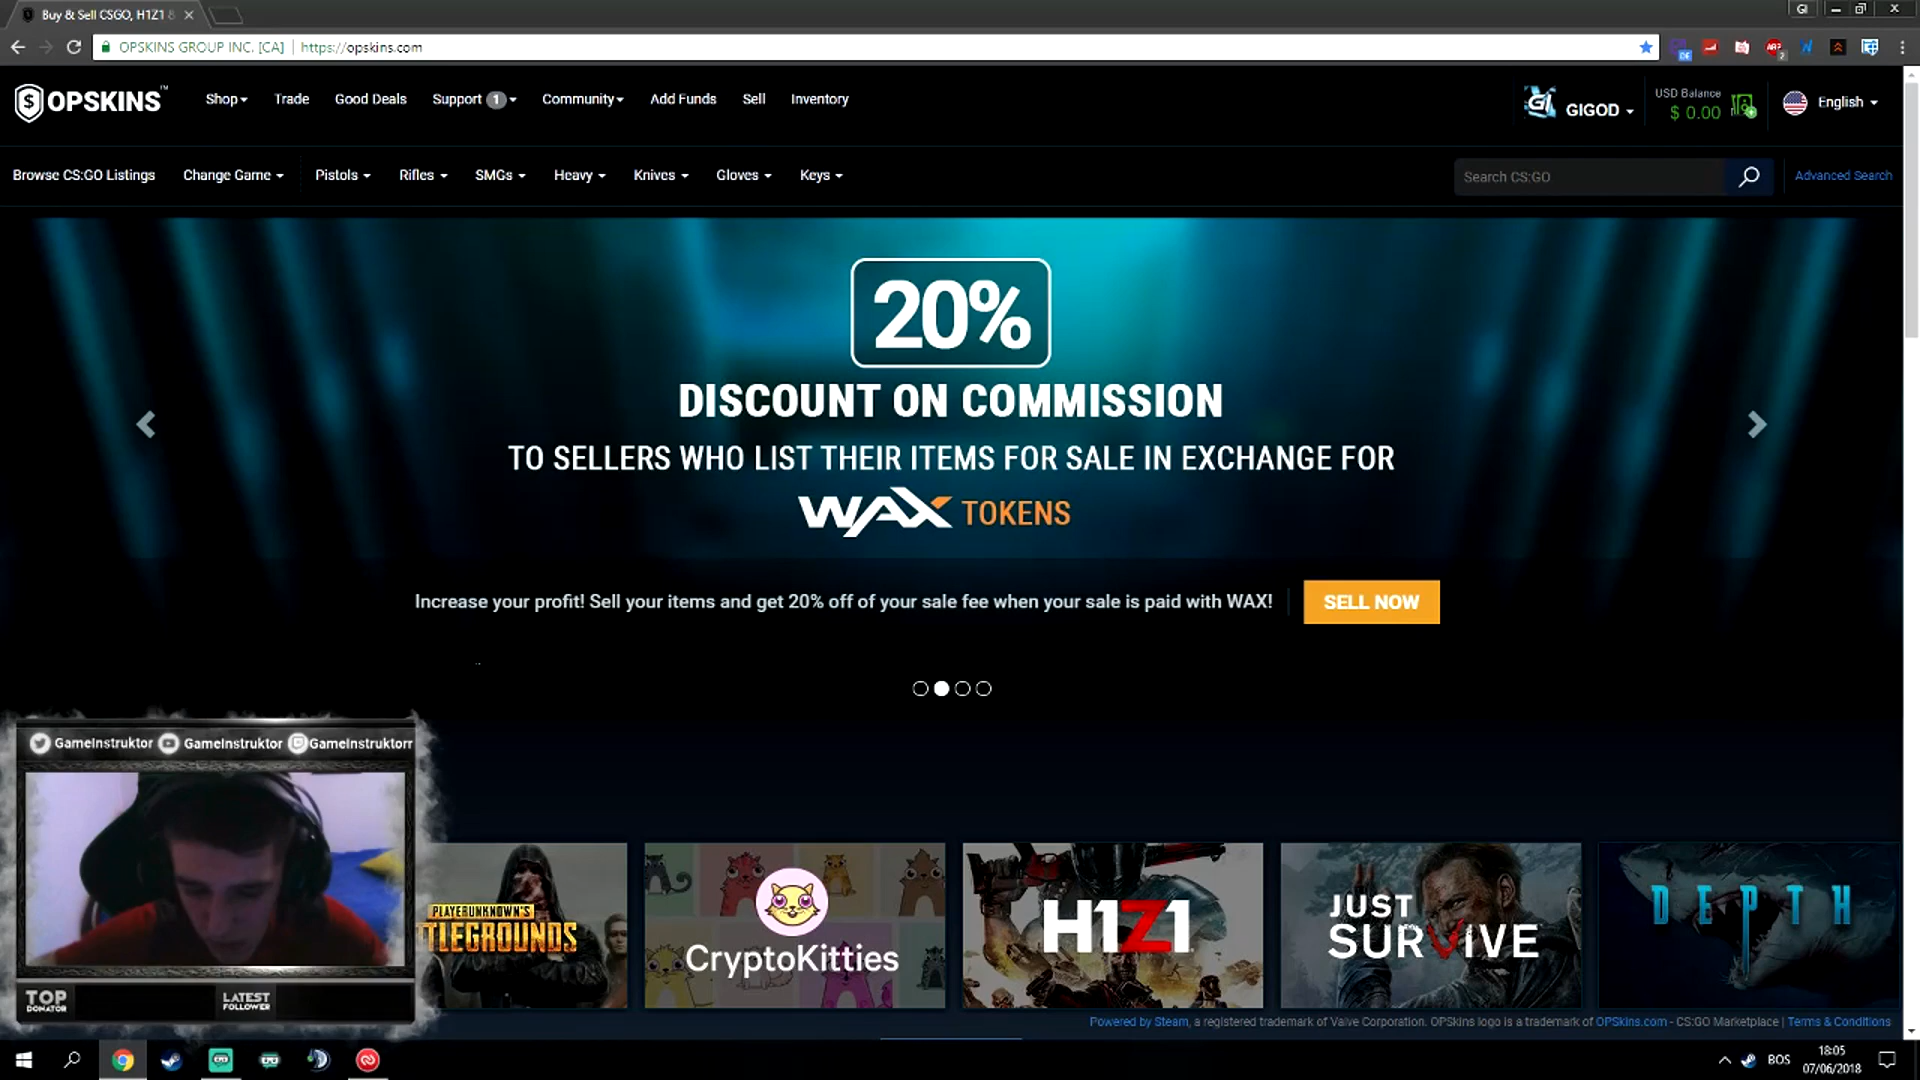 Buy & Sell CSGO, H1Z1 &
OPSKINS GROUP INC. [CA] https://opskins.com
OPSKINS™
Shop Trade Good Deals Support 1 Community Add Funds Sell Inventory
GIGOD
USD Balance
$ 0.00
English
Browse CS:GO Listings Change Game Pistols Rifles SMGs Heavy Knives Gloves Keys
Search CS:GO
Advanced Search
20%
DISCOUNT ON COMMISSION
TO SELLERS WHO LIST THEIR ITEMS FOR SALE IN EXCHANGE FOR
WAX TOKENS
Increase your profit! Sell your items and get 20% off of your sale fee when your sale is paid with WAX!
SELL NOW
GameInstruktor GameInstruktor GameInstruktorr
TOP
DONATOR
LATEST
FOLLOWER
PLAYERUNKNOWN'S
TLEGROUNDS
CryptoKitties
H1Z1
JUST
SURVIVE
DEPTH
Powered by Steam, a registered trademark of Valve Corporation. OPSkins logo is a trademark of OPSkins.com - CS:GO Marketplace | Terms & Conditions
BOS
18:05
07/06/2018